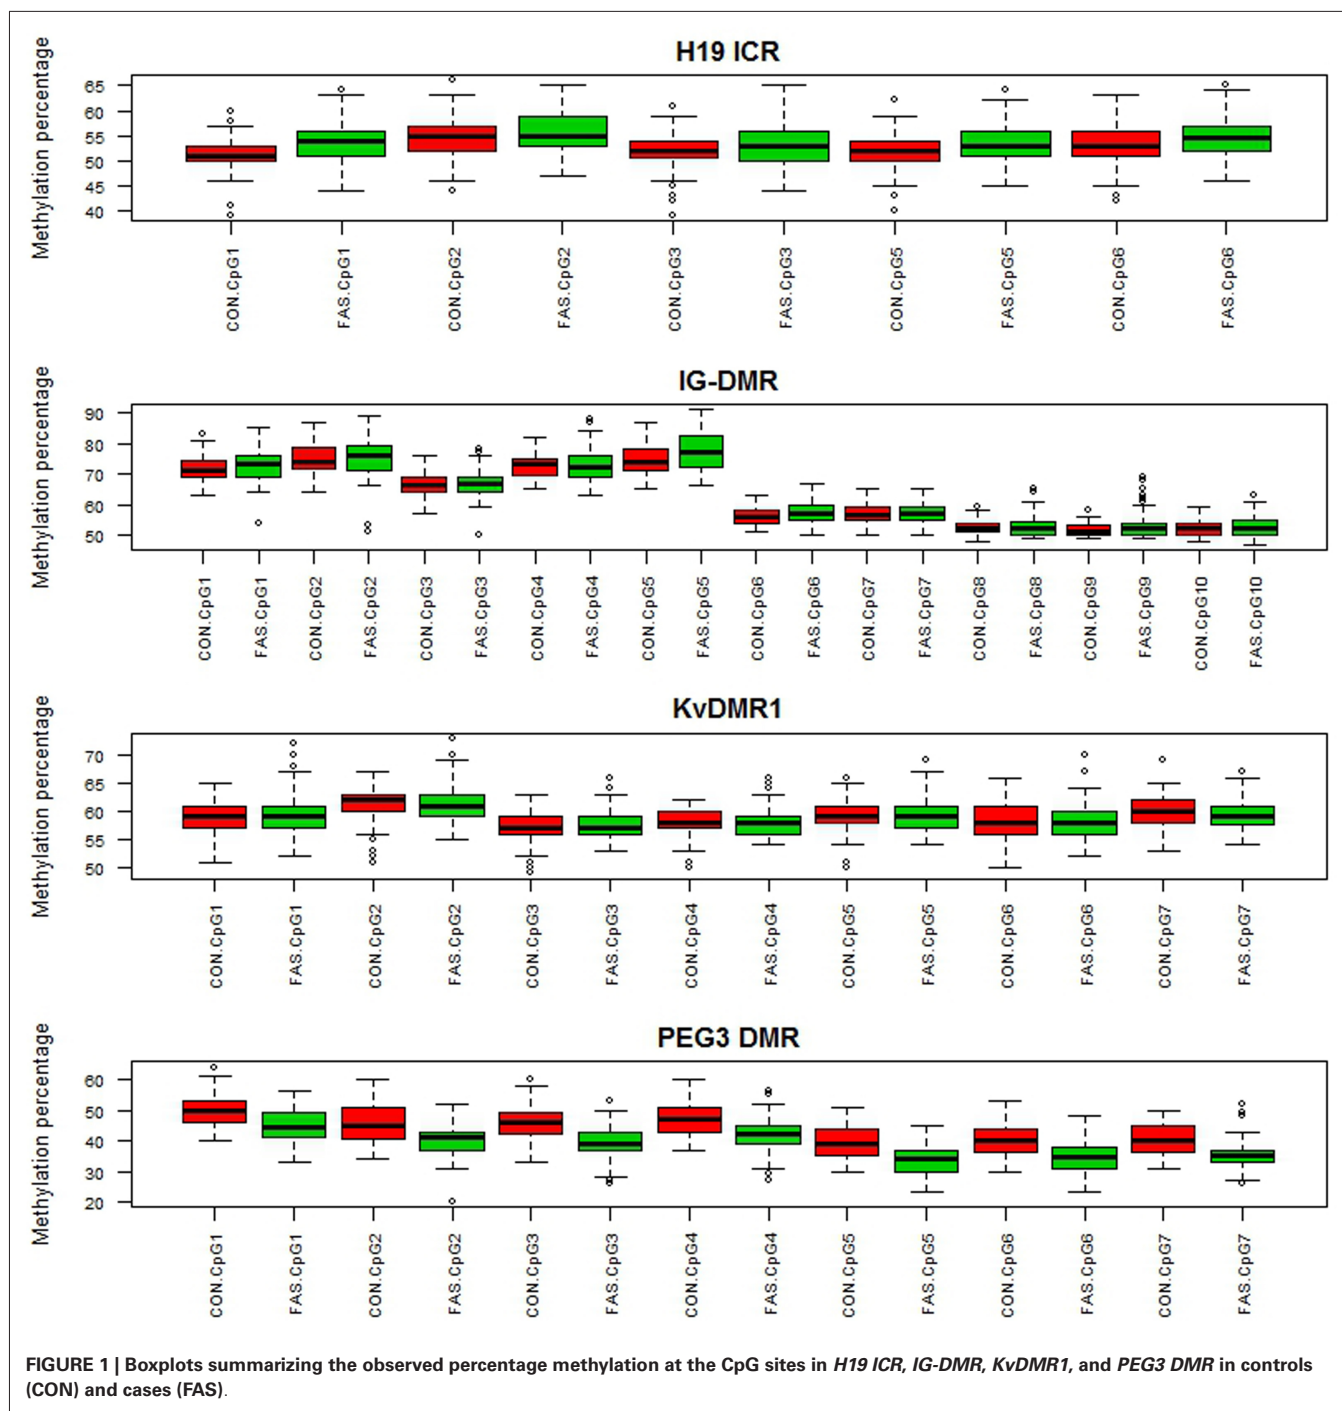 H19 ICR
Methylation percentage
65
60
55
50
45
40
CON.CpG1
FAS.CpG1
CON.CpG2
FAS.CpG2
CON.CpG3
FAS.CpG3
CON.CpG5
FAS.CpG5
CON.CpG6
FAS.CpG6
IG-DMR
Methylation percentage
90
80
70
60
50
CON.CpG1
FAS.CpG1
CON.CpG2
FAS.CpG2
CON.CpG3
FAS.CpG3
CON.CpG4
FAS.CpG4
CON.CpG5
FAS.CpG5
CON.CpG6
FAS.CpG6
CON.CpG7
FAS.CpG7
CON.CpG8
FAS.CpG8
CON.CpG9
FAS.CpG9
CON.CpG10
FAS.CpG10
KvDMR1
Methylation percentage
70
65
60
55
50
CON.CpG1
FAS.CpG1
CON.CpG2
FAS.CpG2
CON.CpG3
FAS.CpG3
CON.CpG4
FAS.CpG4
CON.CpG5
FAS.CpG5
CON.CpG6
FAS.CpG6
CON.CpG7
FAS.CpG7
PEG3 DMR
Methylation percentage
60
50
40
30
20
CON.CpG1
FAS.CpG1
CON.CpG2
FAS.CpG2
CON.CpG3
FAS.CpG3
CON.CpG4
FAS.CpG4
CON.CpG5
FAS.CpG5
CON.CpG6
FAS.CpG6
CON.CpG7
FAS.CpG7
FIGURE 1 | Boxplots summarizing the observed percentage methylation at the CpG sites in H19 ICR, IG-DMR, KvDMR1, and PEG3 DMR in controls
(CON) and cases (FAS).